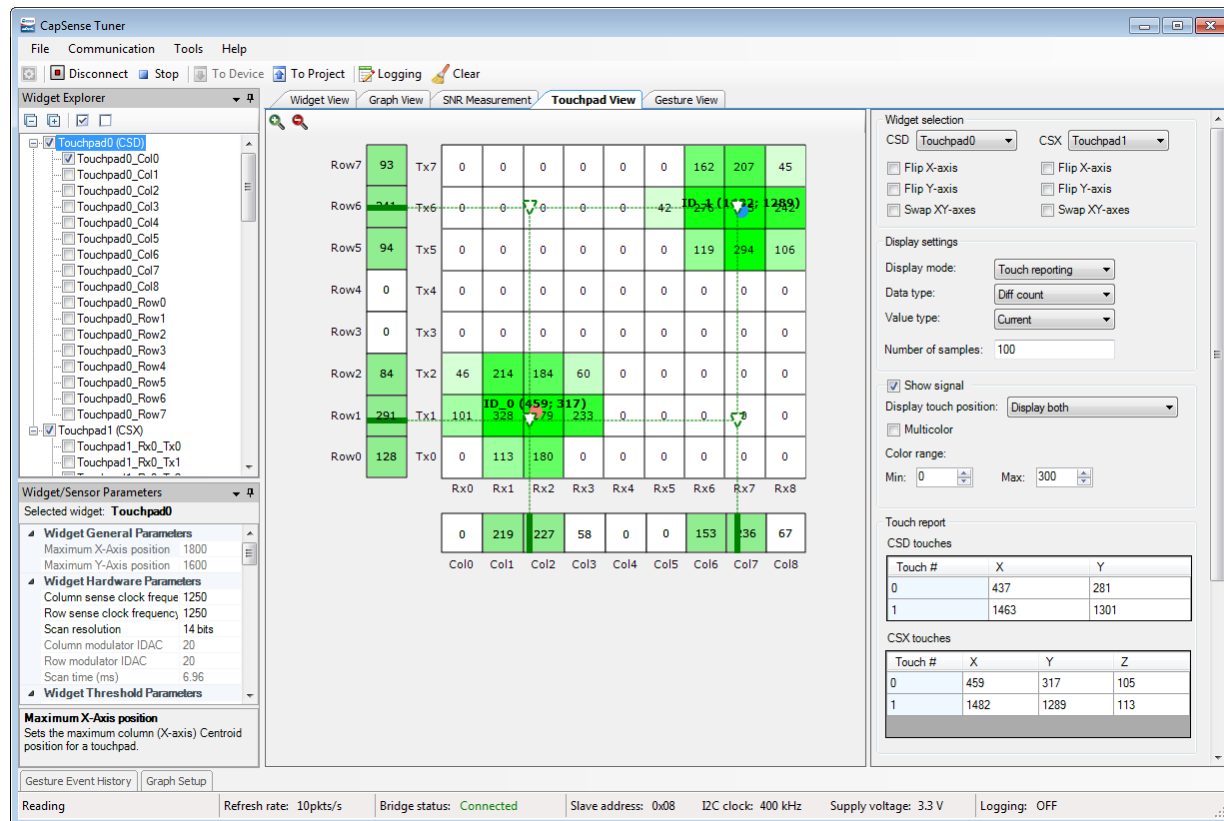 CapSense Tuner
File Communication Tools Help
Disconnect Stop To Device To Project Logging Clear
Widget Explorer
Touchpad0 (CSD)
Touchpad0_Col0
Touchpad0_Col1
Touchpad0_Col2
Touchpad0_Col3
Touchpad0_Col4
Touchpad0_Col5
Touchpad0_Col6
Touchpad0_Col7
Touchpad0_Col8
Touchpad0_Row0
Touchpad0_Row1
Touchpad0_Row2
Touchpad0_Row3
Touchpad0_Row4
Touchpad0_Row5
Touchpad0_Row6
Touchpad0_Row7
Touchpad1 (CSX)
Touchpad1_Rx0_Tx0
Touchpad1_Rx0_Tx1
Widget/Sensor Parameters
Selected widget: Touchpad0
Widget General Parameters
Maximum X-Axis position 1800
Maximum Y-Axis position 1600
Widget Hardware Parameters
Column sense clock freque 1250
Row sense clock frequency 1250
Scan resolution 14 bits
Column modulator IDAC 20
Row modulator IDAC 20
Scan time (ms) 6.96
Widget Threshold Parameters
Maximum X-Axis position
Sets the maximum column (X-axis) Centroid
position for a touchpad.
Gesture Event History Graph Setup
Widget View Graph View SNR Measurement Touchpad View Gesture View
Row7 93 Tx7 0 0 0 0 0 0 162 207 45
Row6 Tx6 0 0 0 0 0 42
ID_1
1289)
Row5 94 Tx5 0 0 0 0 0 0 119 294 106
Row4 0 Tx4 0 0 0 0 0 0 0 0 0
Row3 0 Tx3 0 0 0 0 0 0 0 0 0
Row2 84 Tx2 46 214 184 60 0 0 0 0 0
ID_0 (459; 317)
Row1 291 Tx1 101 328 233 0 0 0 0
Row0 128 Tx0 0 113 180 0 0 0 0 0 0
Rx0 Rx1 Rx2 Rx3 Rx4 Rx5 Rx6 Rx7 Rx8
0 219 227 58 0 0 153 236 67
Col0 Col1 Col2 Col3 Col4 Col5 Col6 Col7 Col8
Widget selection
CSD Touchpad0 CSX Touchpad1
Flip X-axis Flip X-axis
Flip Y-axis Flip Y-axis
Swap XY-axes Swap XY-axes
Display settings
Display mode: Touch reporting
Data type: Diff count
Value type: Current
Number of samples: 100
Show signal
Display touch position: Display both
Multicolor
Color range:
Min: 0 Max: 300
Touch report
CSD touches
Touch # X Y
0 437 281
1 1463 1301
CSX touches
Touch # X Y Z
0 459 317 105
1 1482 1289 113
Reading Refresh rate: 10pkts/s Bridge status: Connected Slave address: 0x08 I2C clock: 400 kHz Supply voltage: 3.3 V Logging: OFF